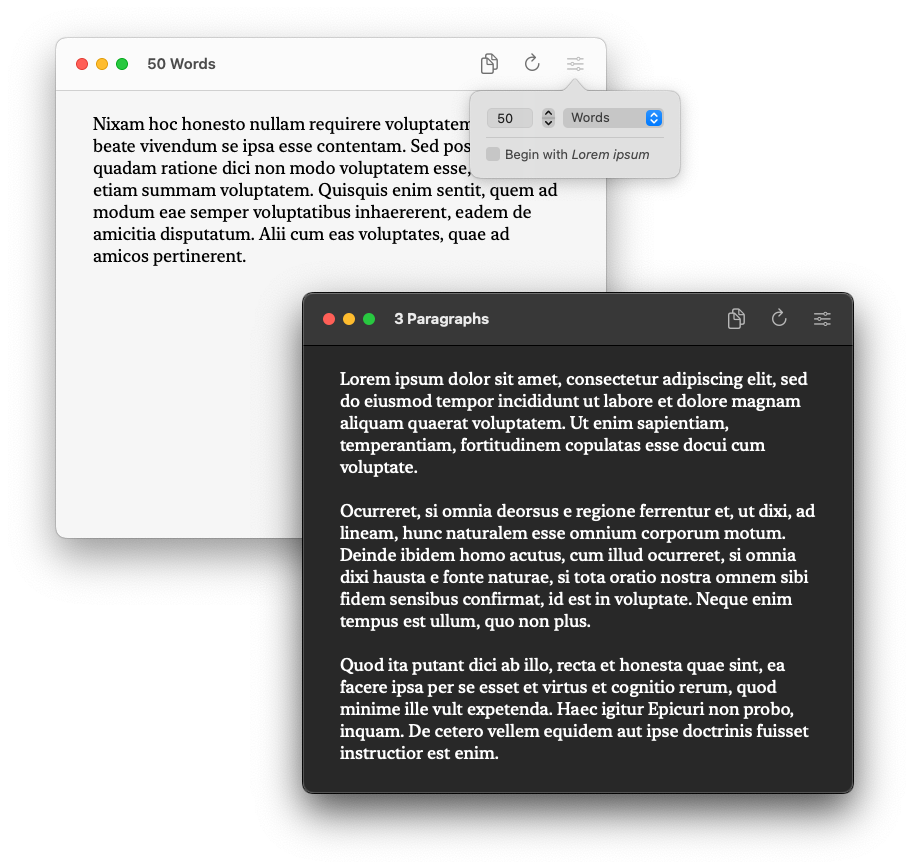 50 Words
50
Words
Begin with Lorem ipsum
Nixam hoc honesto nullam requirere voluptatem
beate vivendum se ipsa esse contentam. Sed pos
quadam ratione dici non modo voluptatem esse,
etiam summam voluptatem. Quisquis enim sentit, quem ad
modum eae semper voluptatibus inhaererent, eadem de
amicitia disputatum. Alii cum eas voluptates, quae ad
amicos pertinerent.
3 Paragraphs
Lorem ipsum dolor sit amet, consectetur adipiscing elit, sed
do eiusmod tempor incididunt ut labore et dolore magnam
aliquam quaerat voluptatem. Ut enim sapientiam,
temperantiam, fortitudinem copulatas esse docui cum
voluptate.
Ocurreret, si omnia deorsus e regione ferrentur et, ut dixi, ad
lineam, hunc naturalem esse omnium corporum motum.
Deinde ibidem homo acutus, cum illud ocurreret, si omnia
dixi hausta e fonte naturae, si tota oratio nostra omnem sibi
fidem sensibus confirmat, id est in voluptate. Neque enim
tempus est ullum, quo non plus.
Quod ita putant dici ab illo, recta et honesta quae sint, ea
facere ipsa per se esset et virtus et cognitio rerum, quod
minime ille vult expetenda. Haec igitur Epicuri non probo,
inquam. De cetero vellem equidem aut ipse doctrinis fuisset
instructior est enim.